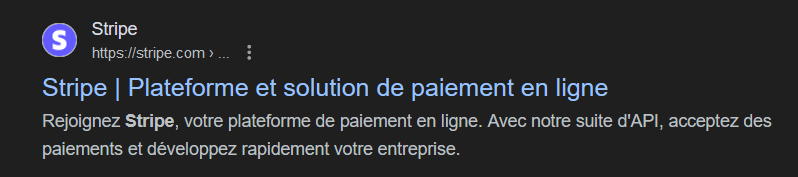 S
Stripe
https://stripe.com › ...
Stripe | Plateforme et solution de paiement en ligne
Rejoignez Stripe, votre plateforme de paiement en ligne. Avec notre suite d'API, acceptez des
paiements et développez rapidement votre entreprise.